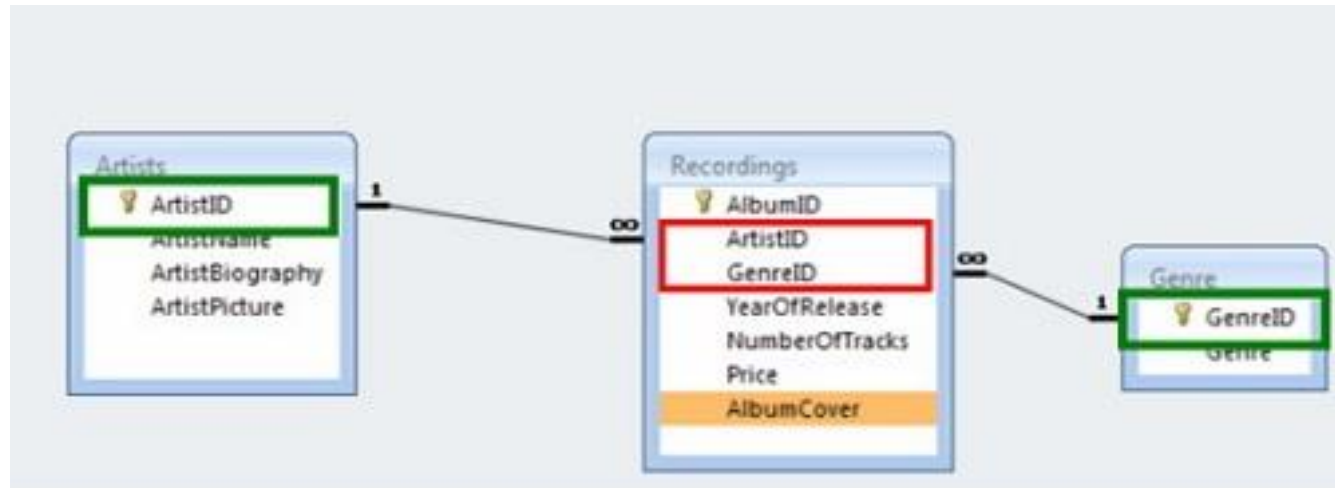 Artists
ArtistID
ArtistName
ArtistBiography
ArtistPicture
1
∞
Recordings
AlbumID
ArtistID
GenreID
YearOfRelease
NumberOfTracks
Price
AlbumCover
∞
1
Genre
GenreID
Genre